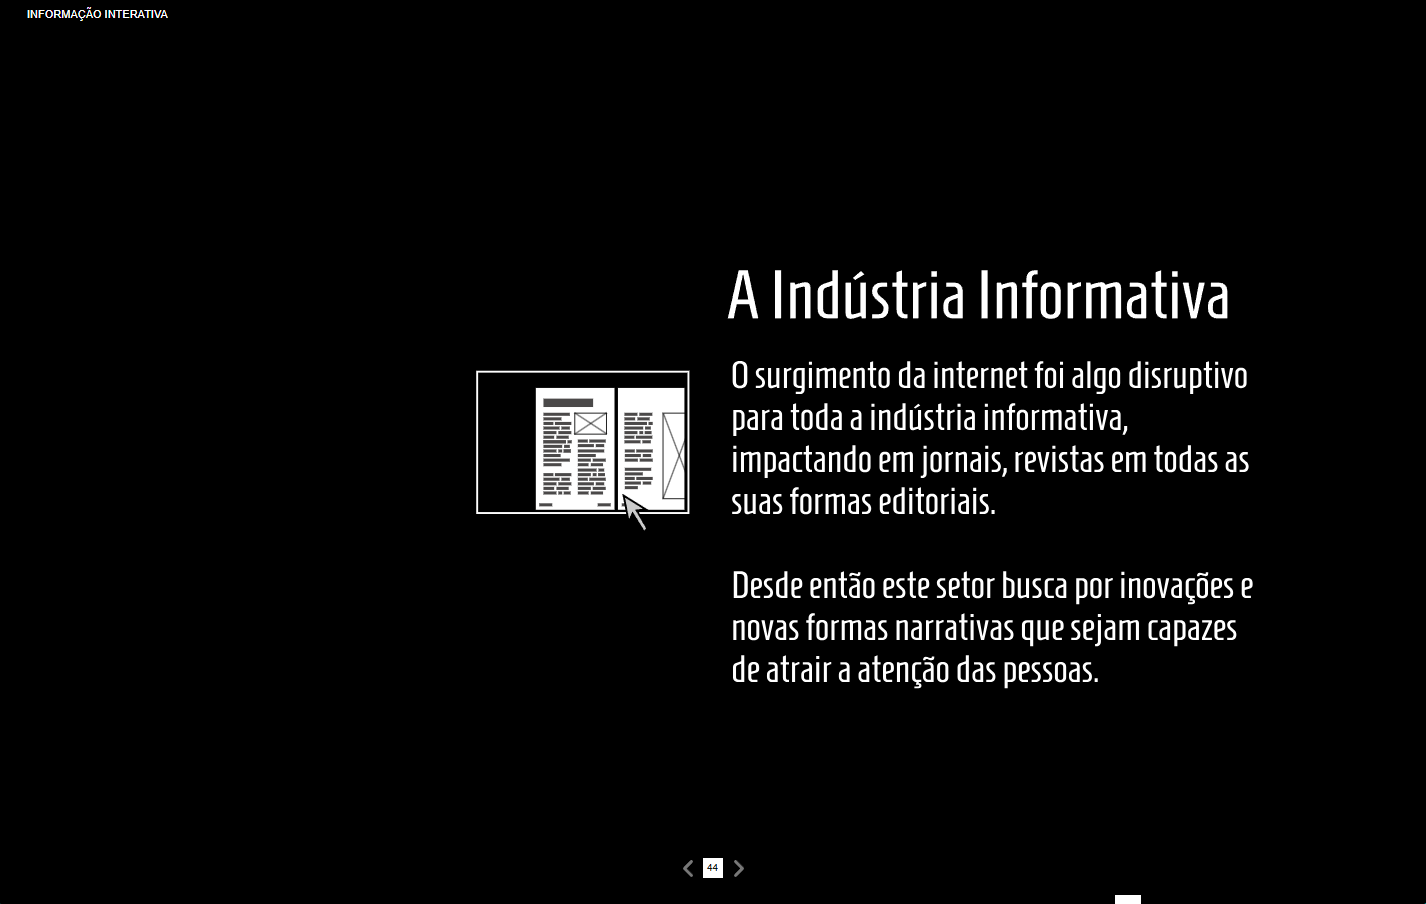 INFORMAÇÃO INTERATIVA
A Indústria Informativa
O surgimento da internet foi algo disruptivo
para toda a indústria informativa,
impactando em jornais, revistas em todas as
suas formas editoriais.
Desde então este setor busca por inovações e
novas formas narrativas que sejam capazes
de atrair a atenção das pessoas.
44